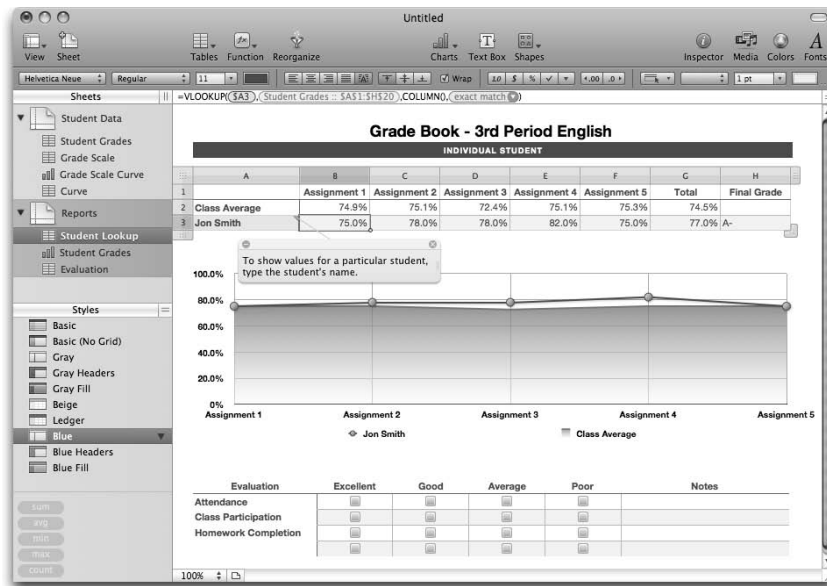 Untitled
View Sheet Tables Function Reorganize Charts Text Box Shapes Inspector Media Colors Fonts
Helvetica Neue Regular 11 Wrap 1.0 $ % 1 pt
Sheets =VLOOKUP($A3,Student Grades :: $A$1:$H$20,COLUMN(),exact match)
Student Data
Student Grades
Grade Scale
Grade Scale Curve
Curve
Reports
Student Lookup
Student Grades
Evaluation
Styles
Basic
Basic (No Grid)
Gray
Gray Headers
Gray Fill
Beige
Ledger
Blue
Blue Headers
Blue Fill
sum
avg
min
max
count
Grade Book - 3rd Period English
INDIVIDUAL STUDENT
A B C D E F G H
1 Assignment 1 Assignment 2 Assignment 3 Assignment 4 Assignment 5 Total Final Grade
2 Class Average 74.9% 75.1% 72.4% 75.1% 75.3% 74.5%
3 Jon Smith 75.0% 78.0% 78.0% 82.0% 75.0% 77.0% A-
To show values for a particular student,
type the student's name.
100.0%
80.0%
60.0%
40.0%
20.0%
0%
Assignment 1 Assignment 2 Assignment 3 Assignment 4 Assignment 5
Jon Smith Class Average
Evaluation Excellent Good Average Poor Notes
Attendance
Class Participation
Homework Completion
100%